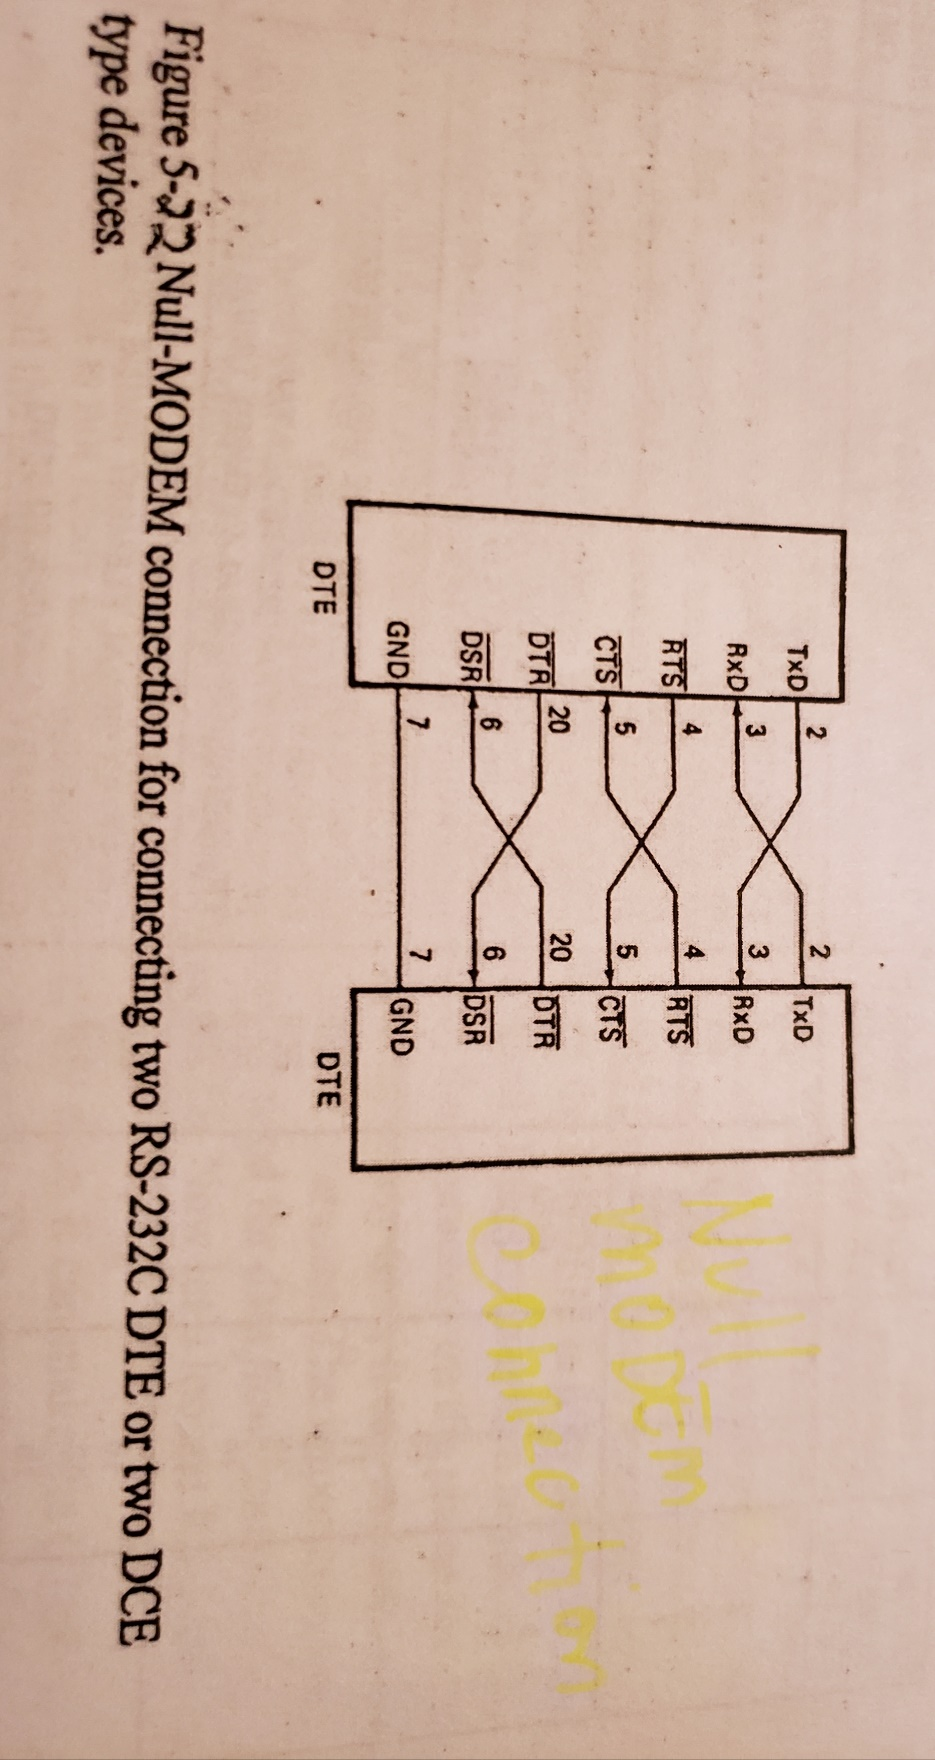 TxD 2 2 TxD
RxD 3 3 RxD
RTS 4 4 RTS
CTS 5 5 CTS
DTR 20 20 DTR
DSR 6 6 DSR
GND 7 7 GND
DTE DTE
Null
moDEm
connection
Figure 5-22 Null-MODEM connection for connecting two RS-232C DTE or two DCE
type devices.